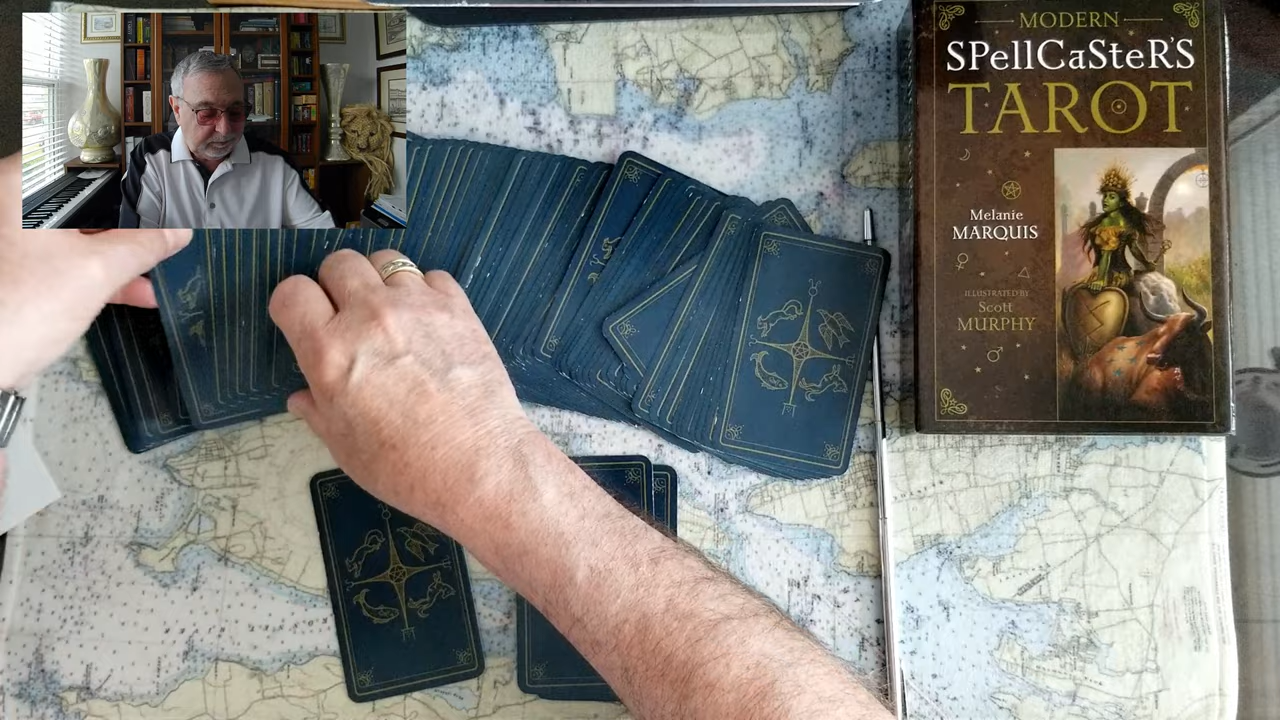 MODERN
SPellCaSteR'S
TAROT
Melanie
MARQUIS
ILLUSTRATED BY
Scott
MURPHY